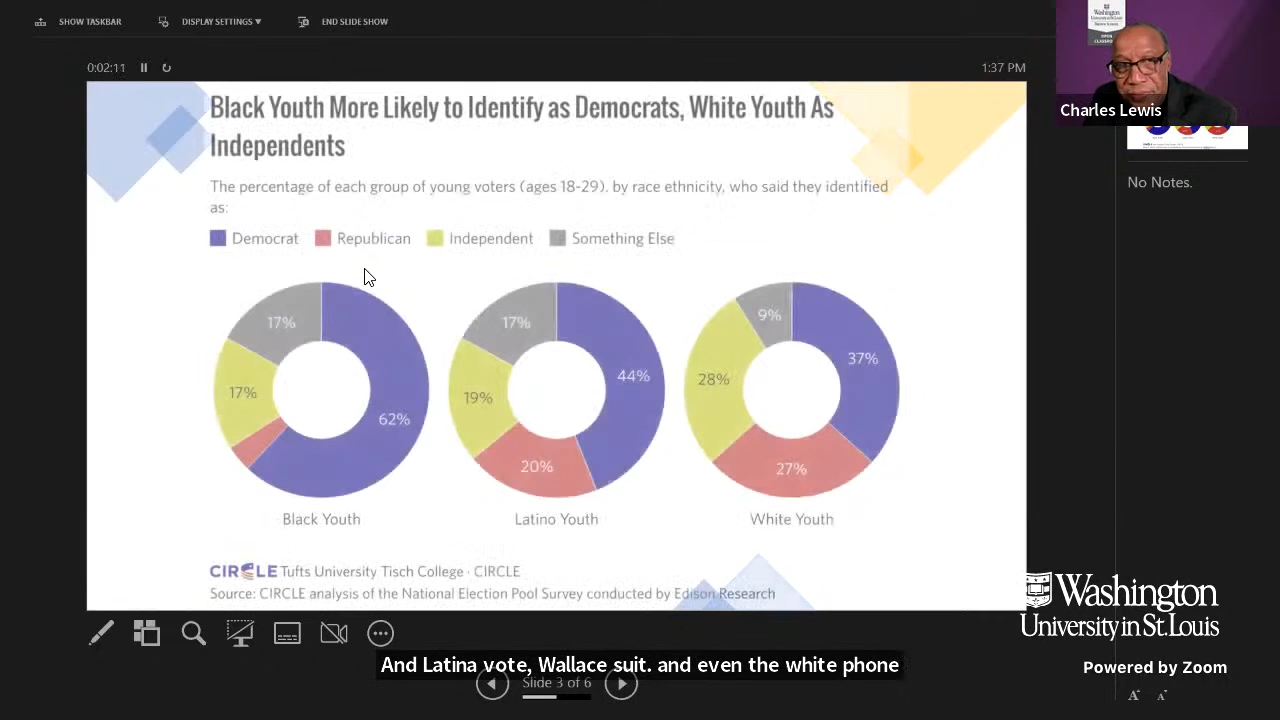 SHOW TASKBAR
DISPLAY SETTINGS ▼
END SLIDE SHOW
0:02:11
1:37 PM
Black Youth More Likely to Identify as Democrats, White Youth As
Independents
The percentage of each group of young voters (ages 18-29). by race ethnicity, who said they identified
as:
Democrat
Republican
Independent
Something Else
17%
17%
62%
Black Youth
17%
44%
19%
20%
Latino Youth
9%
37%
28%
27%
White Youth
CIRCLE Tufts University Tisch College · CIRCLE
Source: CIRCLE analysis of the National Election Pool Survey conducted by Edison Research
Washington
Charles Lewis
No Notes.
Washington
University in St. Louis
Powered by Zoom
And Latina vote, Wallace suit. and even the white phone
Slide 3 of 6
A A